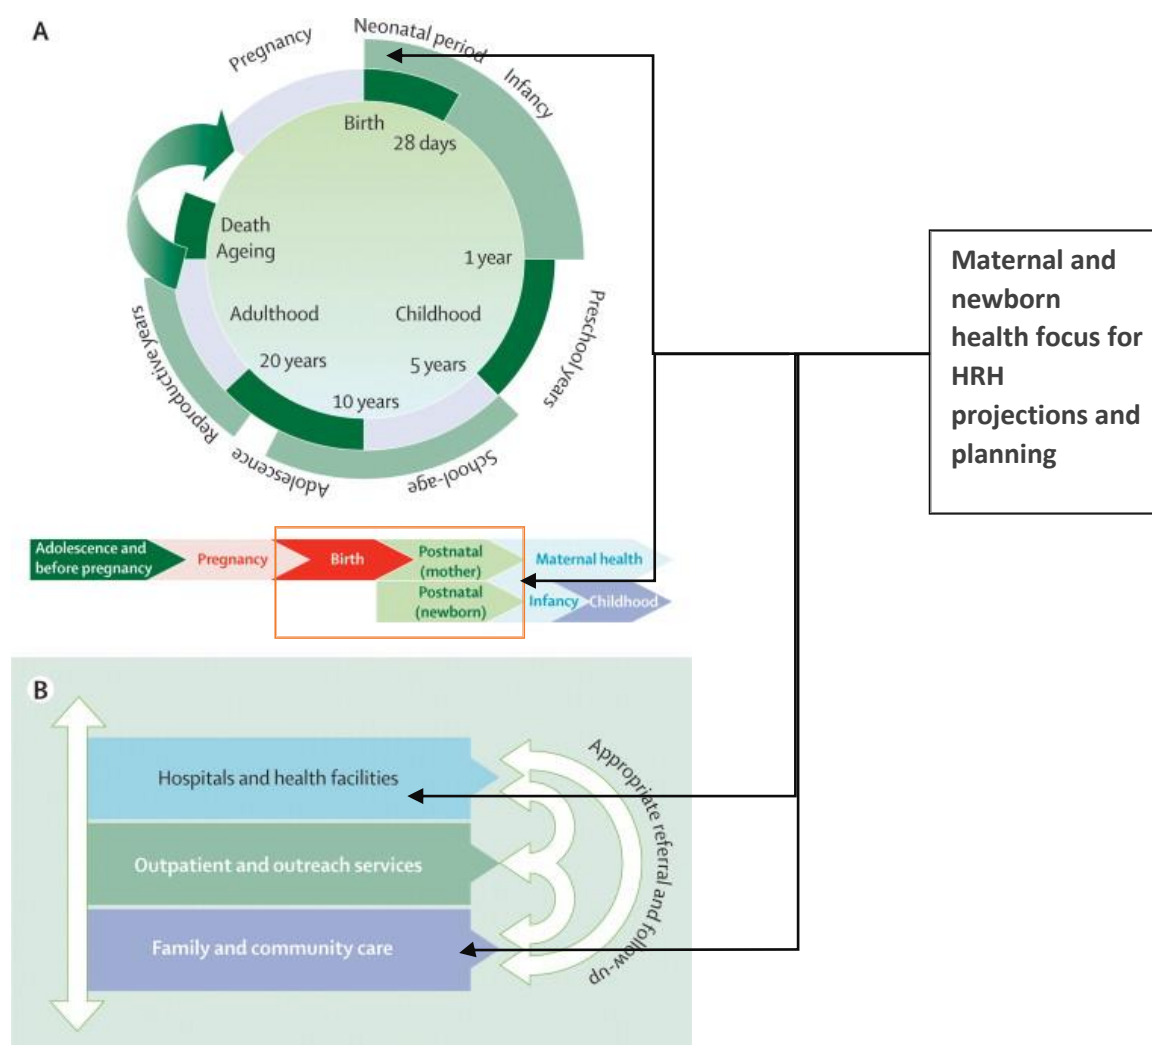 A
Pregnancy
Neonatal period
Infancy
Birth
28 days
Death
Ageing
1 year
Adulthood
Childhood
20 years
5 years
10 years
Preschool years
School-age
Adolescence
Reproductive years
Maternal and
newborn
health focus for
HRH
projections and
planning
Adolescence and
before pregnancy
Pregnancy
Birth
Postnatal
(mother)
Maternal health
Postnatal
(newborn)
Infancy
Childhood
B
Hospitals and health facilities
Outpatient and outreach services
Family and community care
Appropriate referral and follow-up